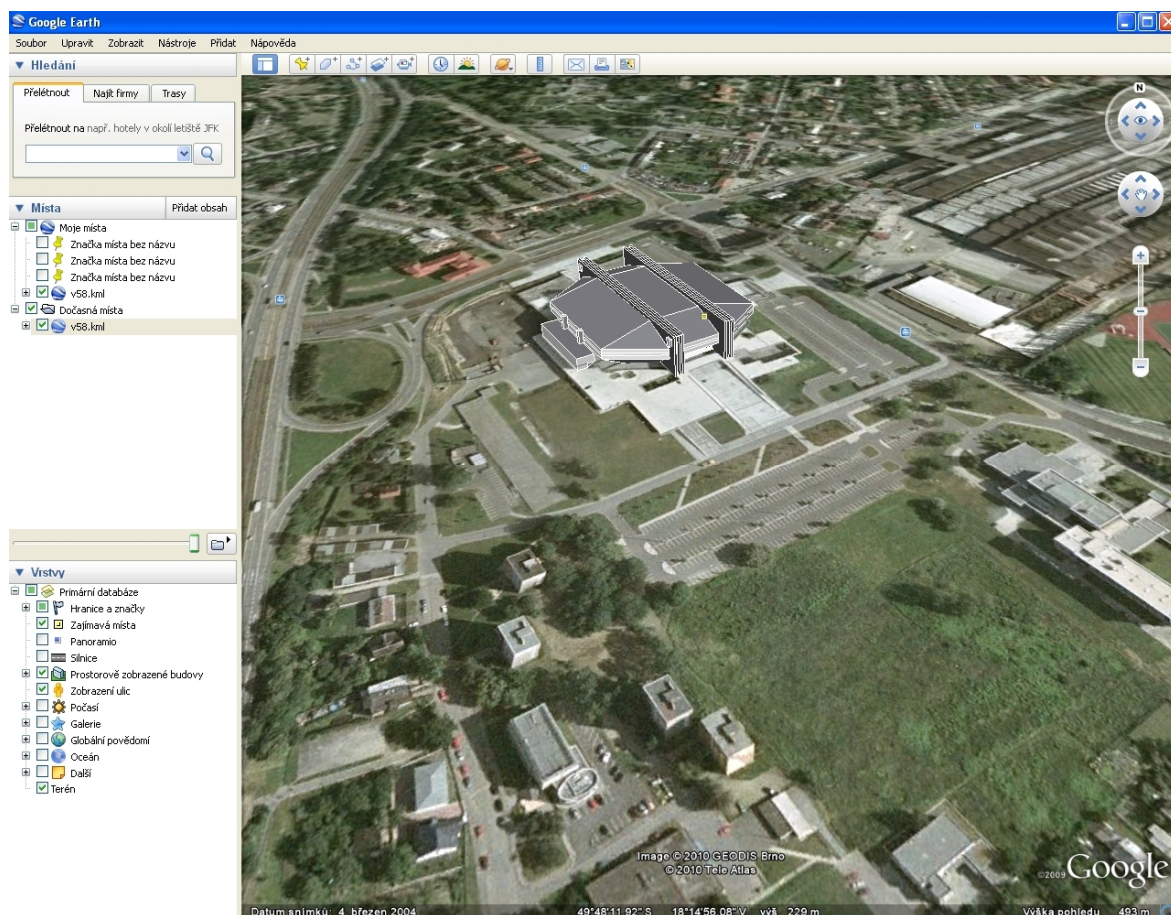 Google Earth
Soubor Upravit Zobrazit Nástroje Přidat Nápověda
Hledání
Přelétnout Najít firmy Trasy
Přelétnout na např. hotely v okolí letiště JFK
Místa Přidat obsah
Moje místa
Značka místa bez názvu
Značka místa bez názvu
Značka místa bez názvu
v58.kml
Dočasná místa
v58.kml
Vrstvy
Primární databáze
Hranice a značky
Zajímavá místa
Panoramio
Silnice
Prostorově zobrazené budovy
Zobrazení ulic
Počasí
Galerie
Globální povědomí
Oceán
Další
Terén
N
Image © 2010 GEODIS Brno
© 2010 Tele Atlas
©2009 Google
Datum snímků: 4. březen 2004 49°48'11.92" S 18°14'56.08" V výš. 229 m Výška pohledu 493 m